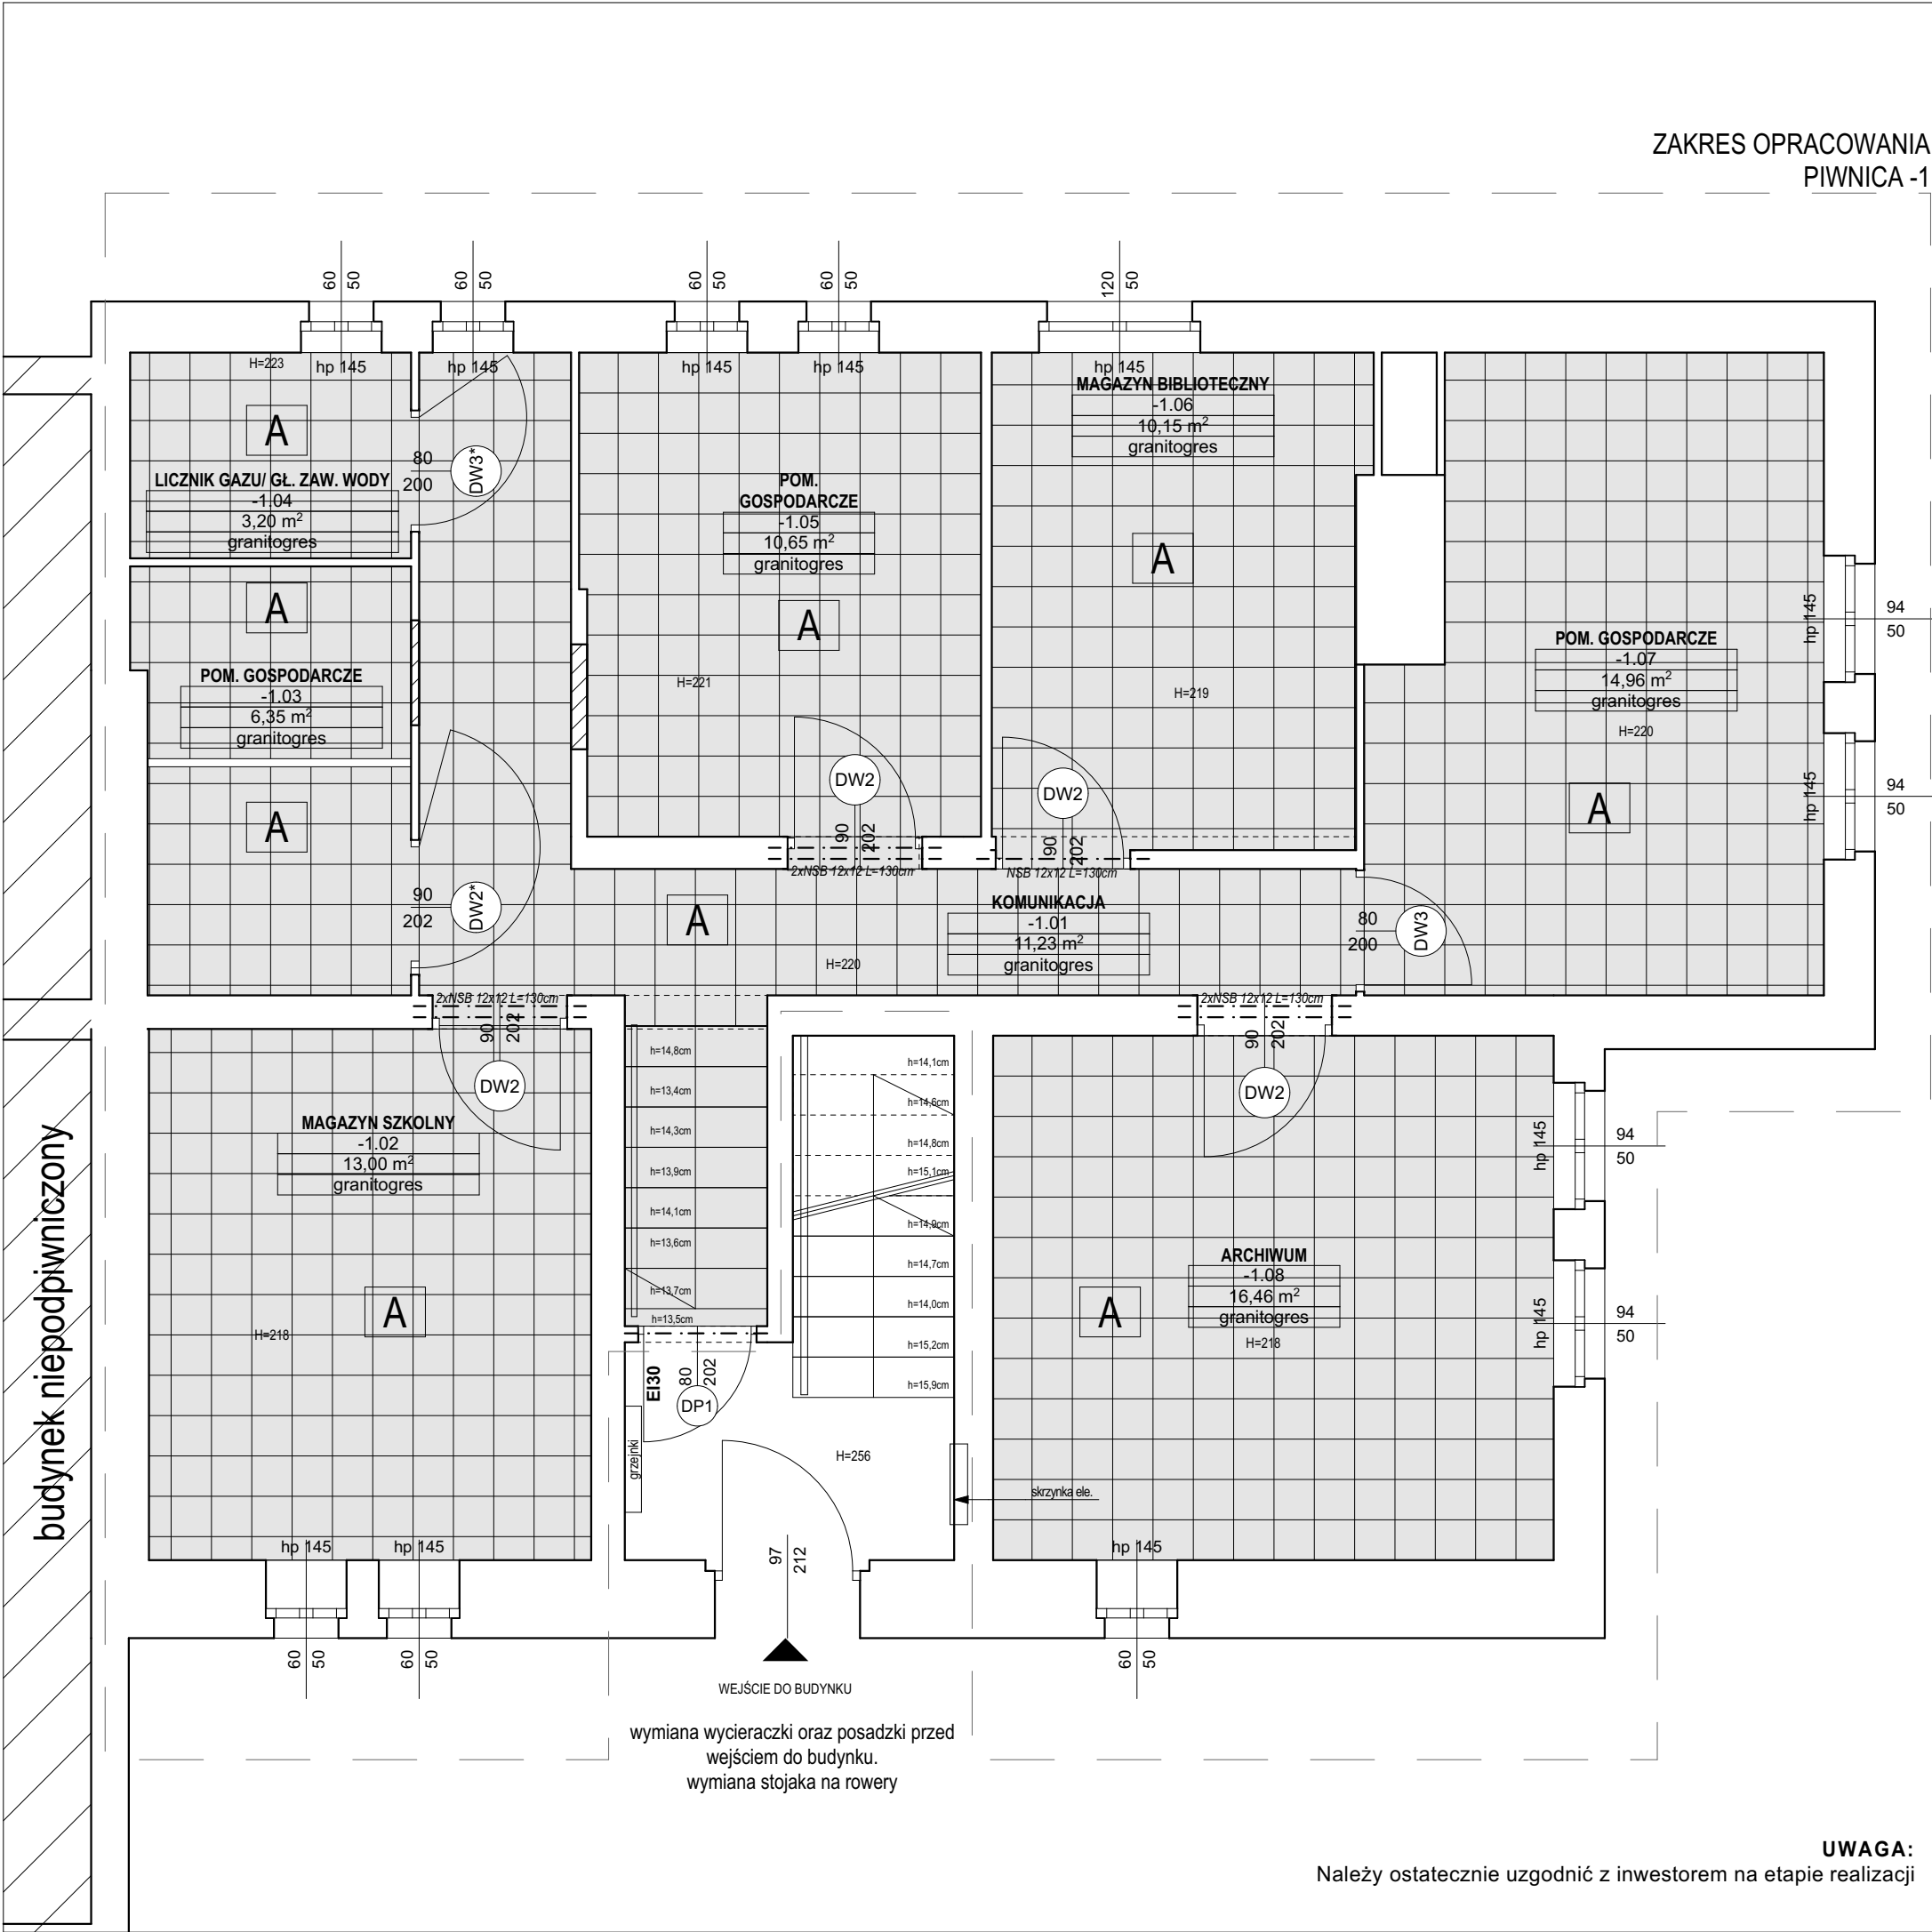 ZAKRES OPRACOWANIA
PIWNICA -1
60
50
60
50
60
50
60
50
120
50
H=223
hp 145
hp 145
hp 145
hp 145
hp 145
A
LICZNIK GAZU/ GŁ. ZAW. WODY
-1.04
3,20 m²
granitogres
80
200
DW3*
POM.
GOSPODARCZE
-1.05
10,65 m²
granitogres
A
H=221
MAGAZYN BIBLIOTECZNY
-1.06
10,15 m²
granitogres
A
H=219
A
POM. GOSPODARCZE
-1.03
6,35 m²
granitogres
A
POM. GOSPODARCZE
-1.07
14,96 m²
granitogres
H=220
A
hp 145
94
50
hp 145
94
50
DW2
90
202
2xNSB 12x12 L=130cm
DW2
90
202
NSB 12x12 L=130cm
90
202
DW2*
A
KOMUNIKACJA
-1.01
11,23 m²
granitogres
H=220
80
200
DW3
2xNSB 12x12 L=130cm
90
202
DW2
2xNSB 12x12 L=130cm
90
202
DW2
MAGAZYN SZKOLNY
-1.02
13,00 m²
granitogres
A
H=218
h=14,8cm
h=13,4cm
h=14,3cm
h=13,9cm
h=14,1cm
h=13,6cm
h=13,7cm
h=13,5cm
h=14,1cm
h=14,6cm
h=14,8cm
h=15,1cm
h=14,9cm
h=14,7cm
h=14,0cm
h=15,2cm
h=15,9cm
EI30
80
202
DP1
grzejnki
H=256
skrzynka ele.
ARCHIWUM
-1.08
16,46 m²
granitogres
H=218
A
hp 145
94
50
hp 145
94
50
budynek niepodpiwniczony
hp 145
hp 145
hp 145
97
212
60
50
60
50
60
50
WEJŚCIE DO BUDYNKU
wymiana wycieraczki oraz posadzki przed
wejściem do budynku.
wymiana stojaka na rowery
UWAGA:
Należy ostatecznie uzgodnić z inwestorem na etapie realizacji